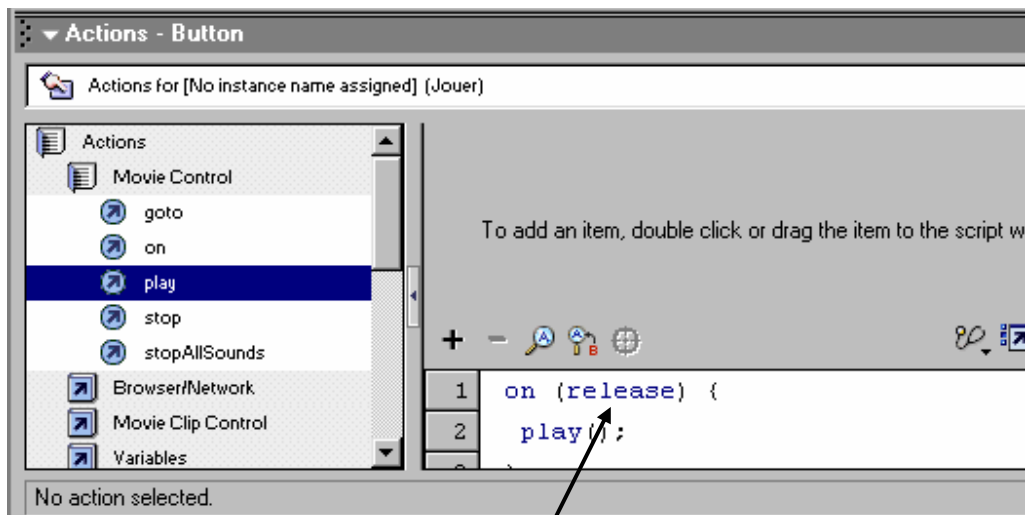 Actions - Button
Actions for [No instance name assigned] (Jouer)
Actions
Movie Control
goto
on
play
stop
stopAllSounds
Browser/Network
Movie Clip Control
Variables
To add an item, double click or drag the item to the script w
1 on (release) {
2 play();
No action selected.